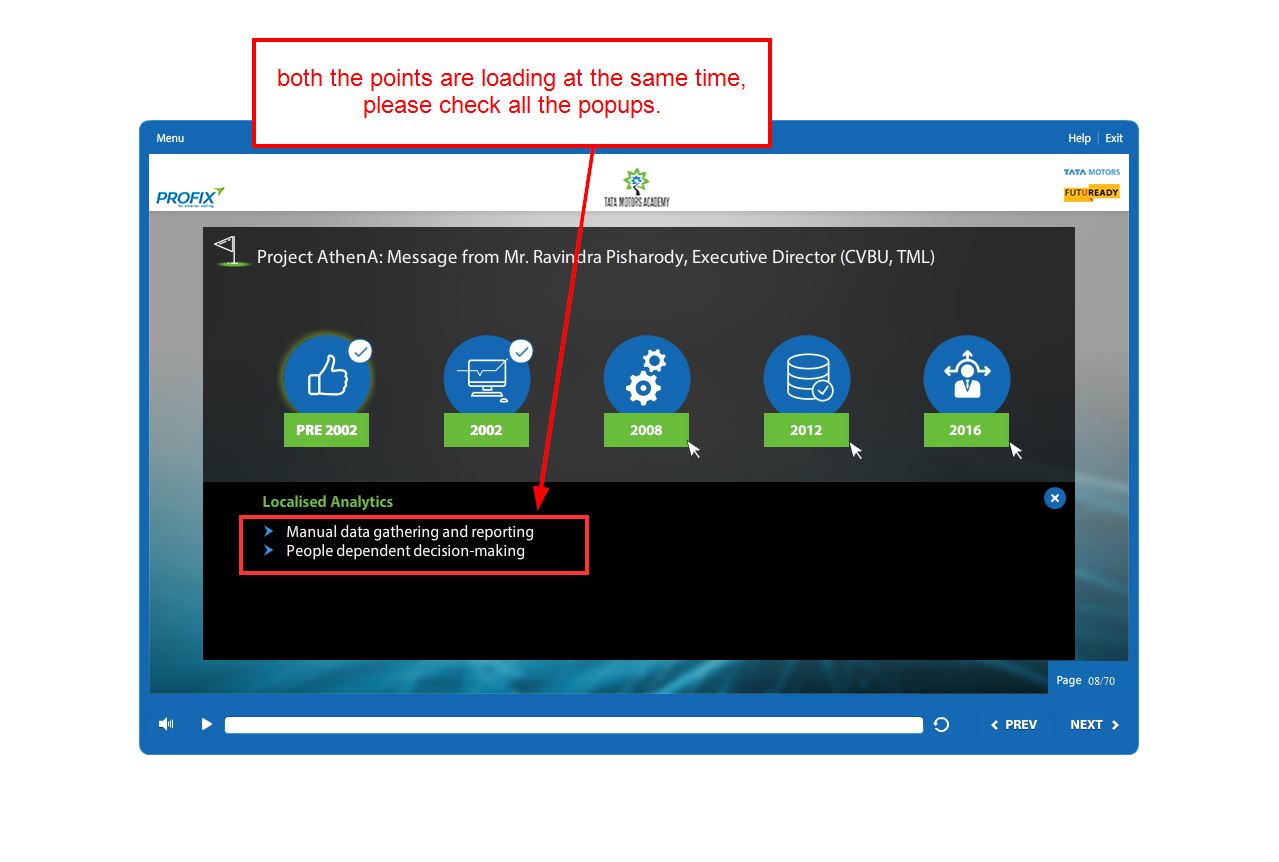 both the points are loading at the same time,
please check all the popups.
Menu
Help | Exit
PROFIX
TATA MOTORS ACADEMY
TATA MOTORS
FUTUREADY
Project AthenA: Message from Mr. Ravindra Pisharody, Executive Director (CVBU, TML)
PRE 2002
2002
2008
2012
2016
Localised Analytics
Manual data gathering and reporting
People dependent decision-making
Page 08/70
PREV
NEXT